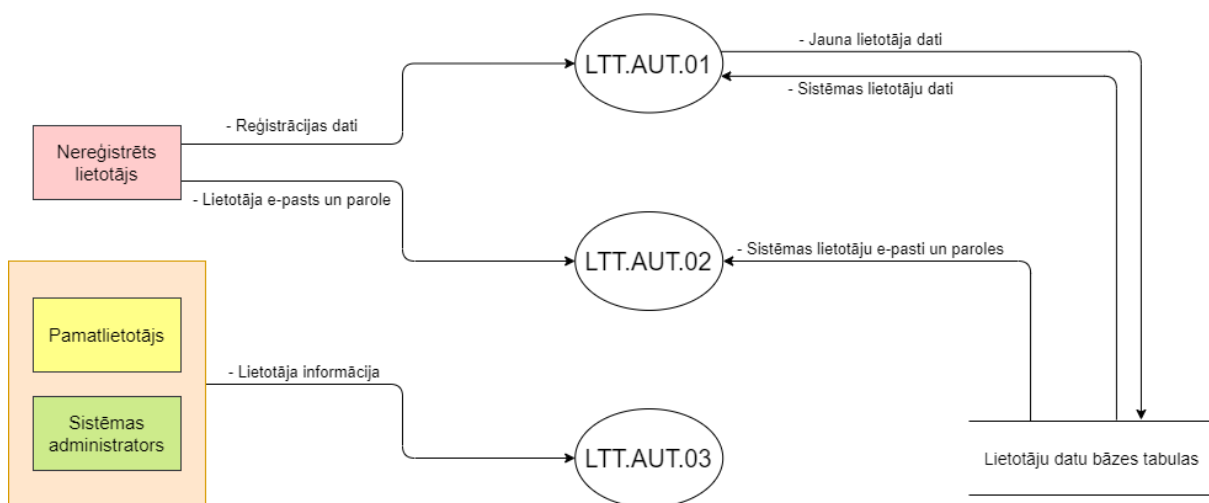 LTT.AUT.01
- Jauna lietotāja dati
- Sistēmas lietotāju dati
- Reģistrācijas dati
Nereģistrēts
lietotājs
- Lietotāja e-pasts un parole
LTT.AUT.02
- Sistēmas lietotāju e-pasti un paroles
Pamatlietotājs
- Lietotāja informācija
Sistēmas
administrators
LTT.AUT.03
Lietotāju datu bāzes tabulas